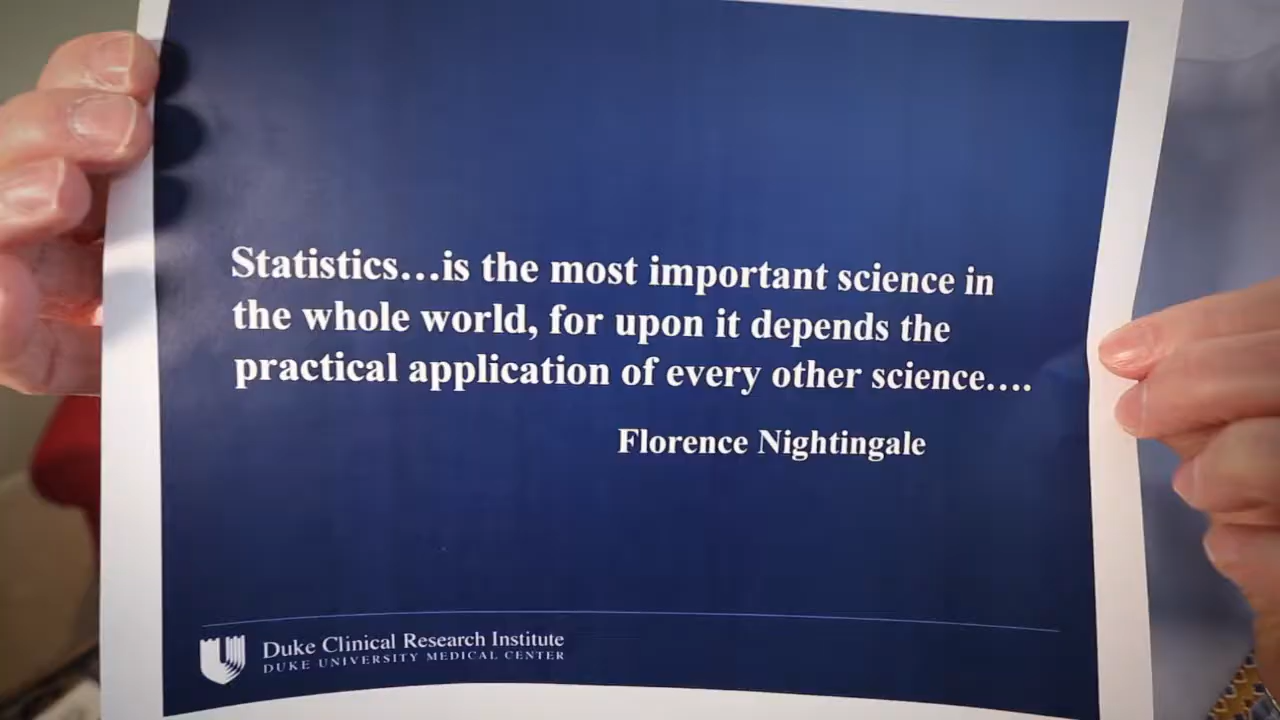 Statistics…is the most important science in
the whole world, for upon it depends the
practical application of every other science….
Florence Nightingale
Duke Clinical Research Institute
DUKE UNIVERSITY MEDICAL CENTER